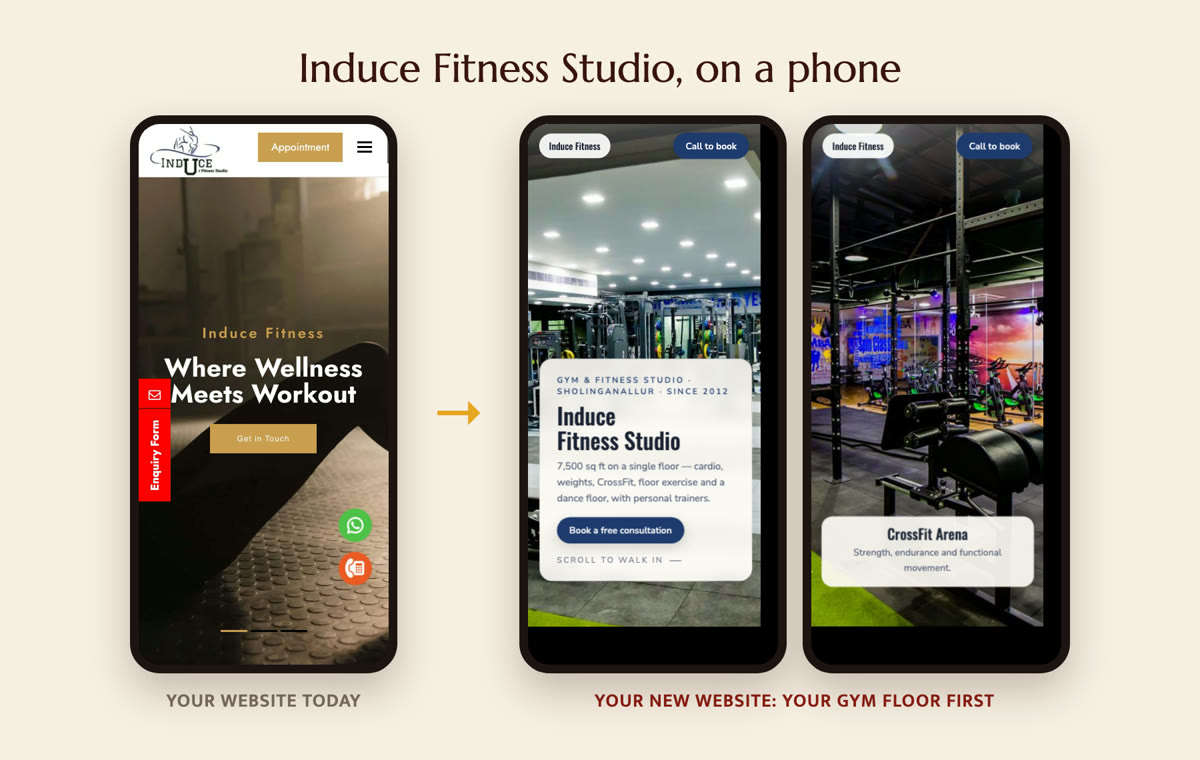 Induce Fitness Studio, on a phone
INDUCE
Fitness Studio
Appointment
Induce Fitness
Where Wellness
Meets Workout
Get in Touch
Enquiry Form
YOUR WEBSITE TODAY
Induce Fitness
Call to book
GYM & FITNESS STUDIO ·
SHOLINGANALLUR · SINCE 2012
Induce
Fitness Studio
7,500 sq ft on a single floor — cardio,
weights, CrossFit, floor exercise and a
dance floor, with personal trainers.
Book a free consultation
SCROLL TO WALK IN
Induce Fitness
Call to book
CrossFit Arena
Strength, endurance and functional
movement.
YOUR NEW WEBSITE: YOUR GYM FLOOR FIRST